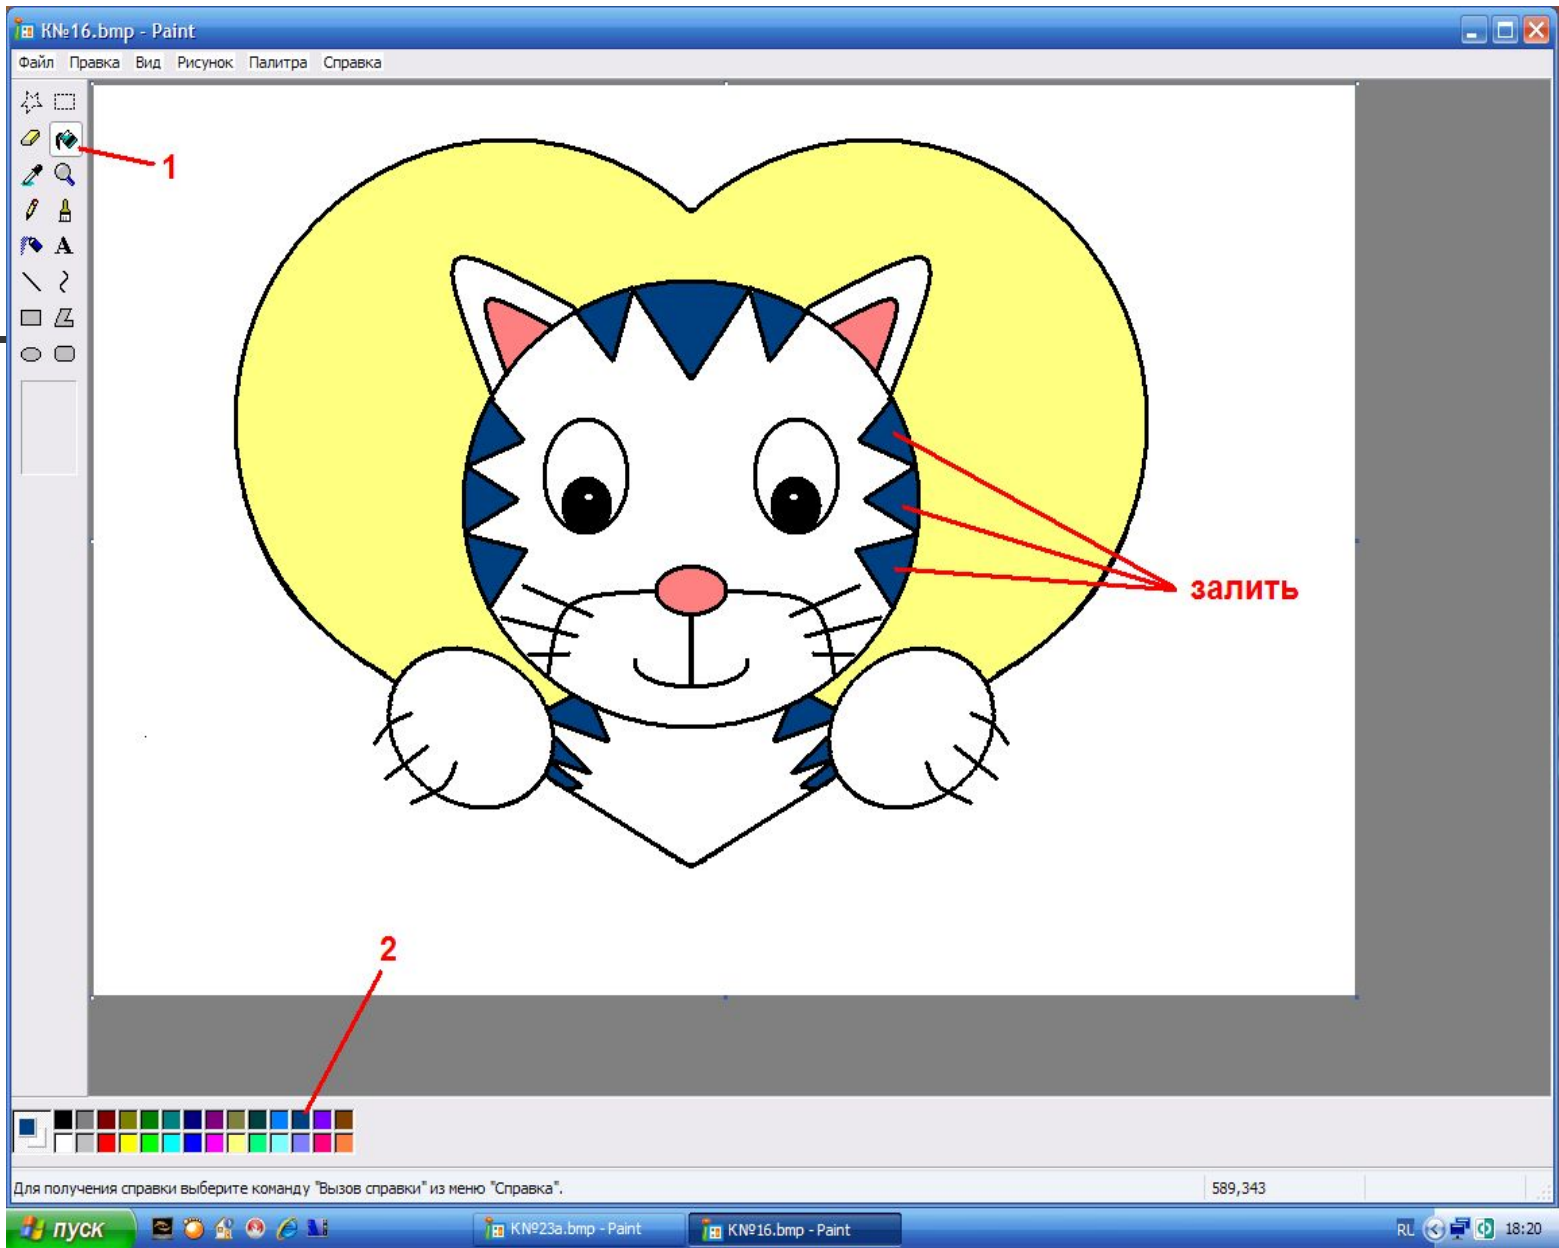 KNe16.bmp - Paint
Файл Правка Вид Рисунок Палитра Справка
1
A
залить
2
Для получения справки выберите команду "Вызов справки" из меню "Справка".
589,343
пуск
KNº23a.bmp - Paint
KNº16.bmp - Paint
RL
18:20